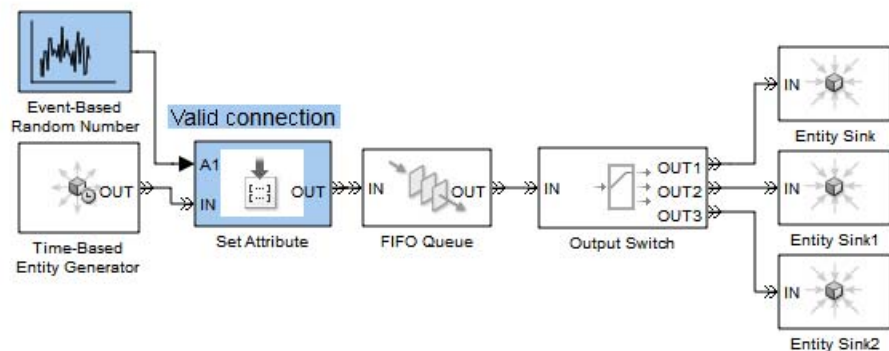 Event-Based
Random Number
Valid connection
A1
IN
OUT
Set Attribute
OUT
Time-Based
Entity Generator
IN
OUT
FIFO Queue
IN
OUT1
OUT2
OUT3
Output Switch
IN
Entity Sink
IN
Entity Sink1
IN
Entity Sink2